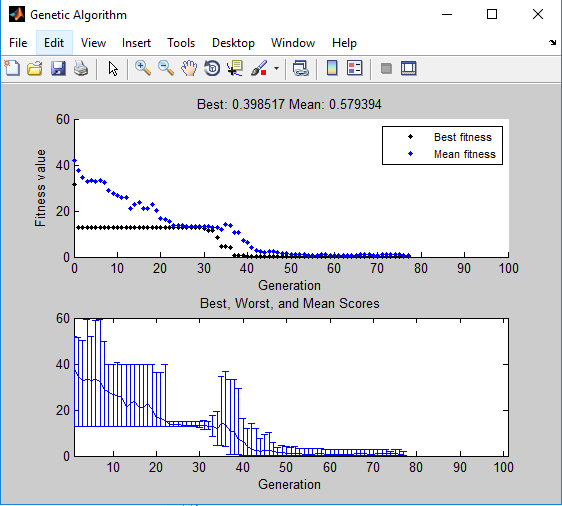 Genetic Algorithm
File Edit View Insert Tools Desktop Window Help
Best: 0.398517 Mean: 0.579394
60
40
20
0
Fitness value
Best fitness
Mean fitness
0 10 20 30 40 50 60 70 80 90 100
Generation
Best, Worst, and Mean Scores
60
40
20
0
10 20 30 40 50 60 70 80 90 100
Generation